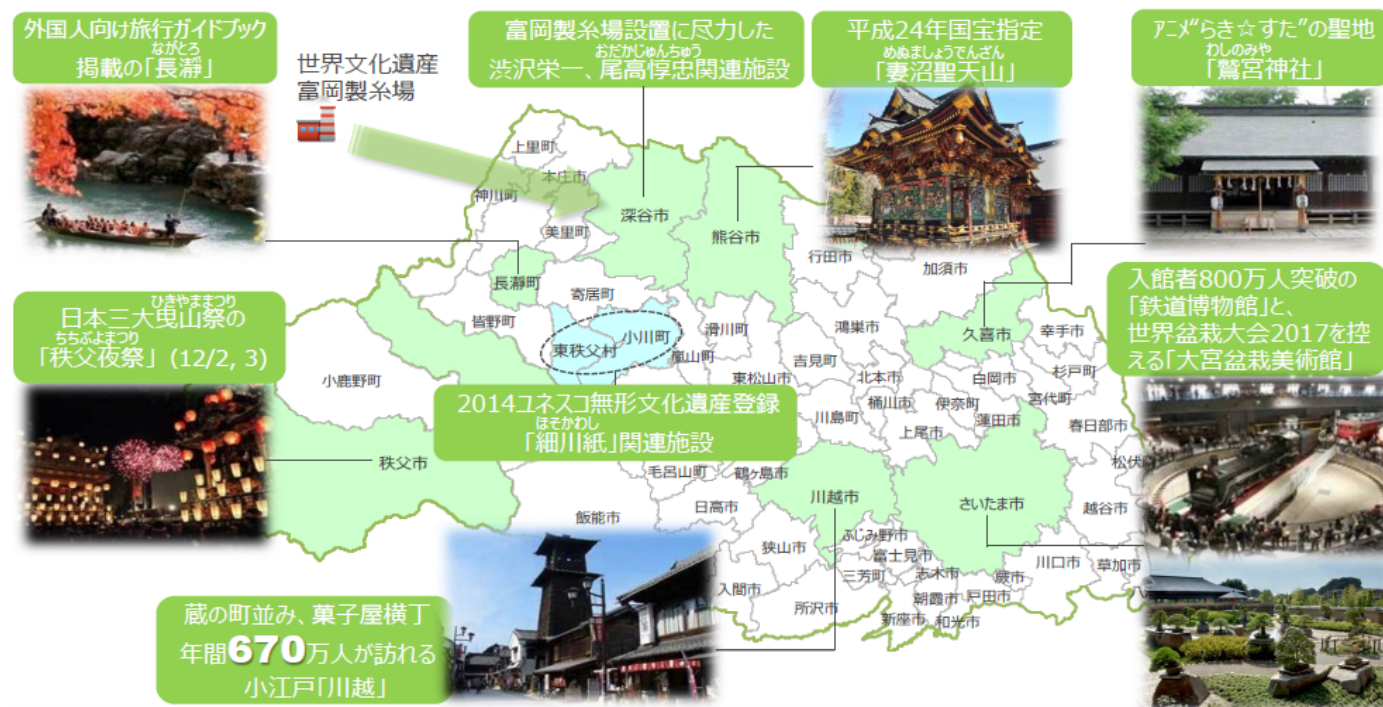 外国人向け旅行ガイドブック
ながとろ
掲載の「長瀞」
世界文化遺産
富岡製糸場
富岡製糸場設置に尽力した
おだかじゅんちゅう
渋沢栄一、尾高惇忠関連施設
平成24年国宝指定
めぬましょうでんざん
「妻沼聖天山」
アニメ“らき☆すた”の聖地
わしのみや
「鷲宮神社」
ひきやままつり
日本三大曳山祭の
ちちぶよまつり
「秩父夜祭」(12/2, 3)
入館者800万人突破の
「鉄道博物館」と、
世界盆栽大会2017を控
える「大宮盆栽美術館」
2014ユネスコ無形文化遺産登録
ほそかわし
「細川紙」関連施設
蔵の町並み、菓子屋横丁
年間670万人が訪れる
小江戸「川越」
上里町
本庄市
神川町
美里町
深谷市
熊谷市
行田市
加須市
長瀞町
寄居町
皆野町
小川町
東秩父村
嵐山町
滑川町
鴻巣市
久喜市
幸手市
吉見町
小鹿野町
東松山市
北本市
白岡市
杉戸町
川島町
桶川市
伊奈町
蓮田市
宮代町
上尾市
春日部市
秩父市
毛呂山町
鶴ヶ島市
松伏
川越市
さいたま市
越谷市
日高市
飯能市
狭山市
ふじみ野市
富士見市
三芳町
志木市
蕨市
川口市
草加市
入間市
所沢市
朝霞市
戸田市
新座市
和光市